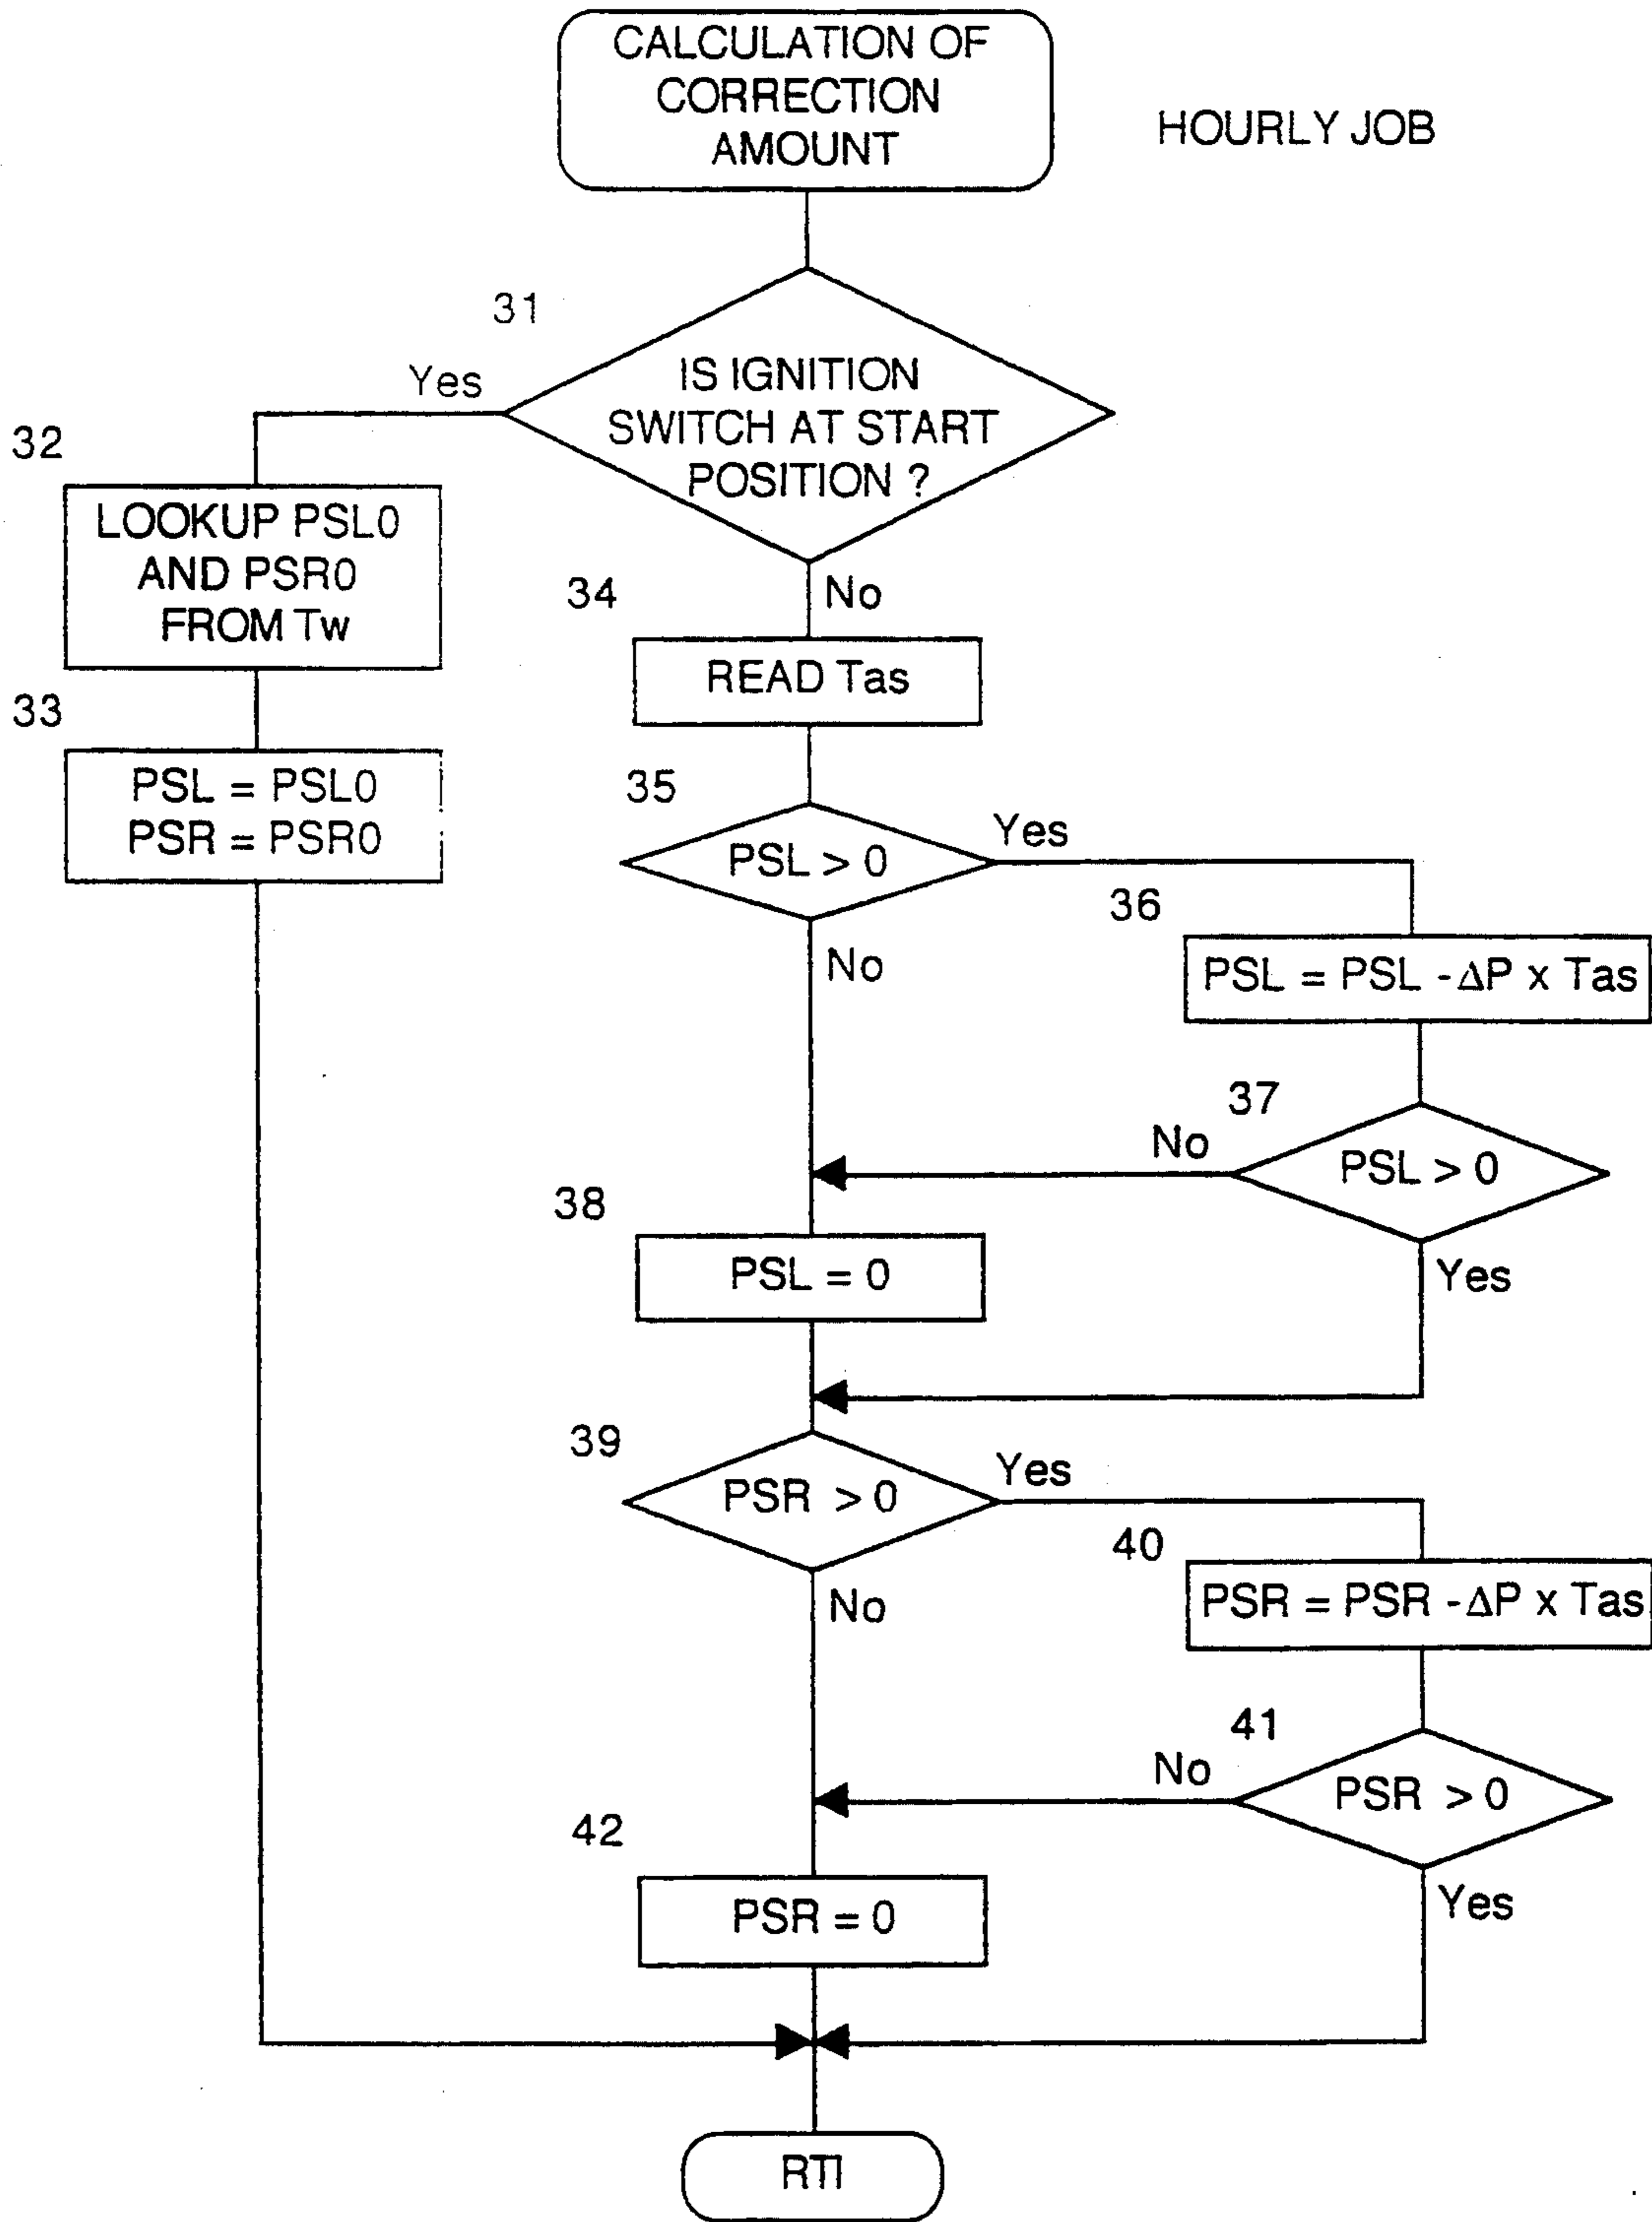 CALCULATION OF
CORRECTION
AMOUNT
HOURLY JOB
31
IS IGNITION
SWITCH AT START
POSITION ?
Yes
No
32
LOOKUP PSL0
AND PSR0
FROM Tw
33
PSL = PSL0
PSR = PSR0
34
READ Tas
35
PSL > 0
Yes
No
36
PSL = PSL -ΔP x Tas
37
PSL > 0
No
Yes
38
PSL = 0
39
PSR > 0
Yes
No
40
PSR = PSR -ΔP x Tas
41
PSR > 0
No
Yes
42
PSR = 0
RTI